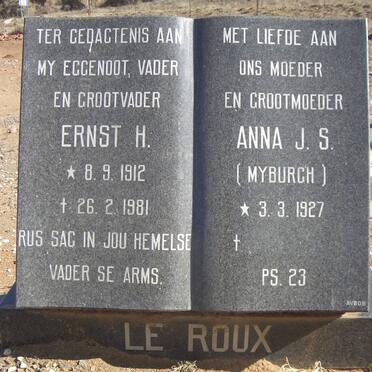 TER GEDAGTENIS AAN
MY EGGENOOT, VADER
EN GROOTVADER
ERNST H.
* 8. 9. 1912
† 26. 2. 1981
RUS SAG IN JOU HEMELSE
VADER SE ARMS.
MET LIEFDE AAN
ONS MOEDER
EN GROOTMOEDER
ANNA J. S.
( MYBURGH )
* 3. 3. 1927
†
PS. 23
AVBOB
LE ROUX